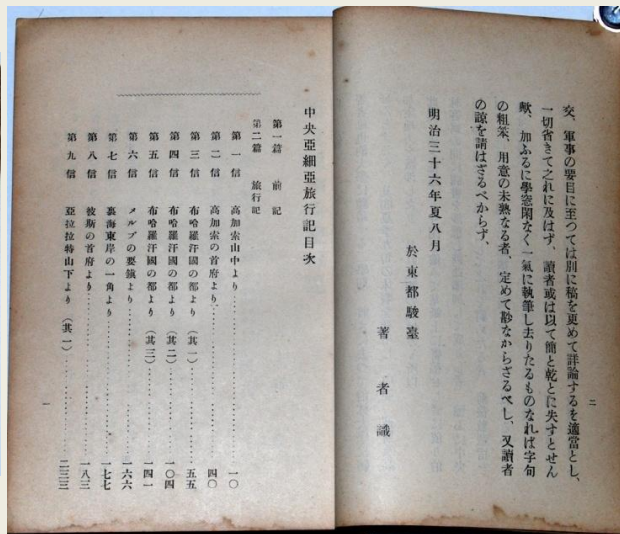 交、軍事の要目に至つては別に稿を更めて詳論するを適當とし、
一切省きて之れに及はず、讀者或は以て簡と乾とに失すとせん
歟、加ふるに學窓閑なく一氣に執筆し去りたるものなれば字句
の粗笨、用意の未熟なる者、定めて尠なからざるべし、又讀者
の諒を請はざるべからず、
明治三十六年夏八月
於東都駿臺
著者識
二
中央亞細亞旅行記目次
第一篇 前記
第二篇 旅行記
第一信 高加索山中より…………一〇
第二信 高加索の首府より…………四〇
第三信 布哈羅汗國の都より(其一)…………五五
第四信 布哈羅汗國の都より(其二)…………一〇四
第五信 布哈羅汗國の都より(其三)…………一四一
第六信 メルブの要鎭より…………一六六
第七信 裏海東岸の一角より…………一七七
第八信 彼斯の首府より…………一八三
第九信 亞拉拉特山下より(其一)…………二三三
一